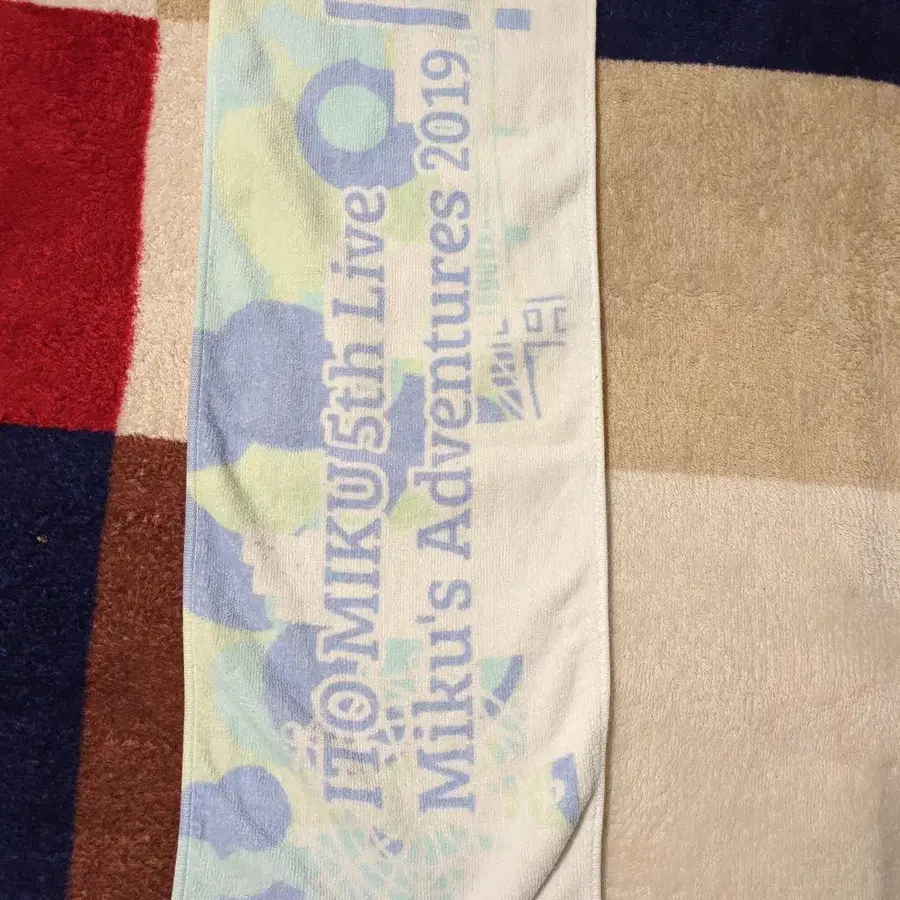 ITO MIKU 5th Live
Miku's Adventures 2019